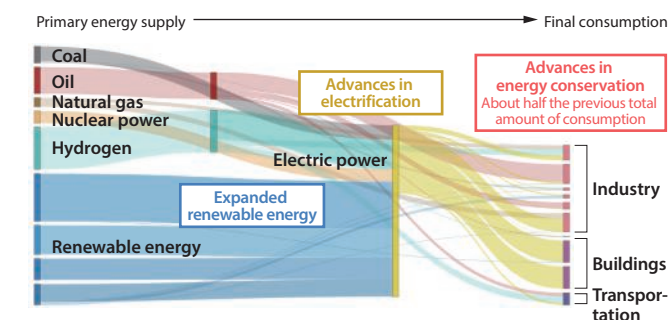 Primary energy supply
Final consumption
Coal
Oil
Natural gas
Nuclear power
Hydrogen
Renewable energy
Expanded
renewable energy
Advances in
electrification
Electric power
Advances in
energy conservation
About half the previous total
amount of consumption
Industry
Buildings
Transpor-
tation